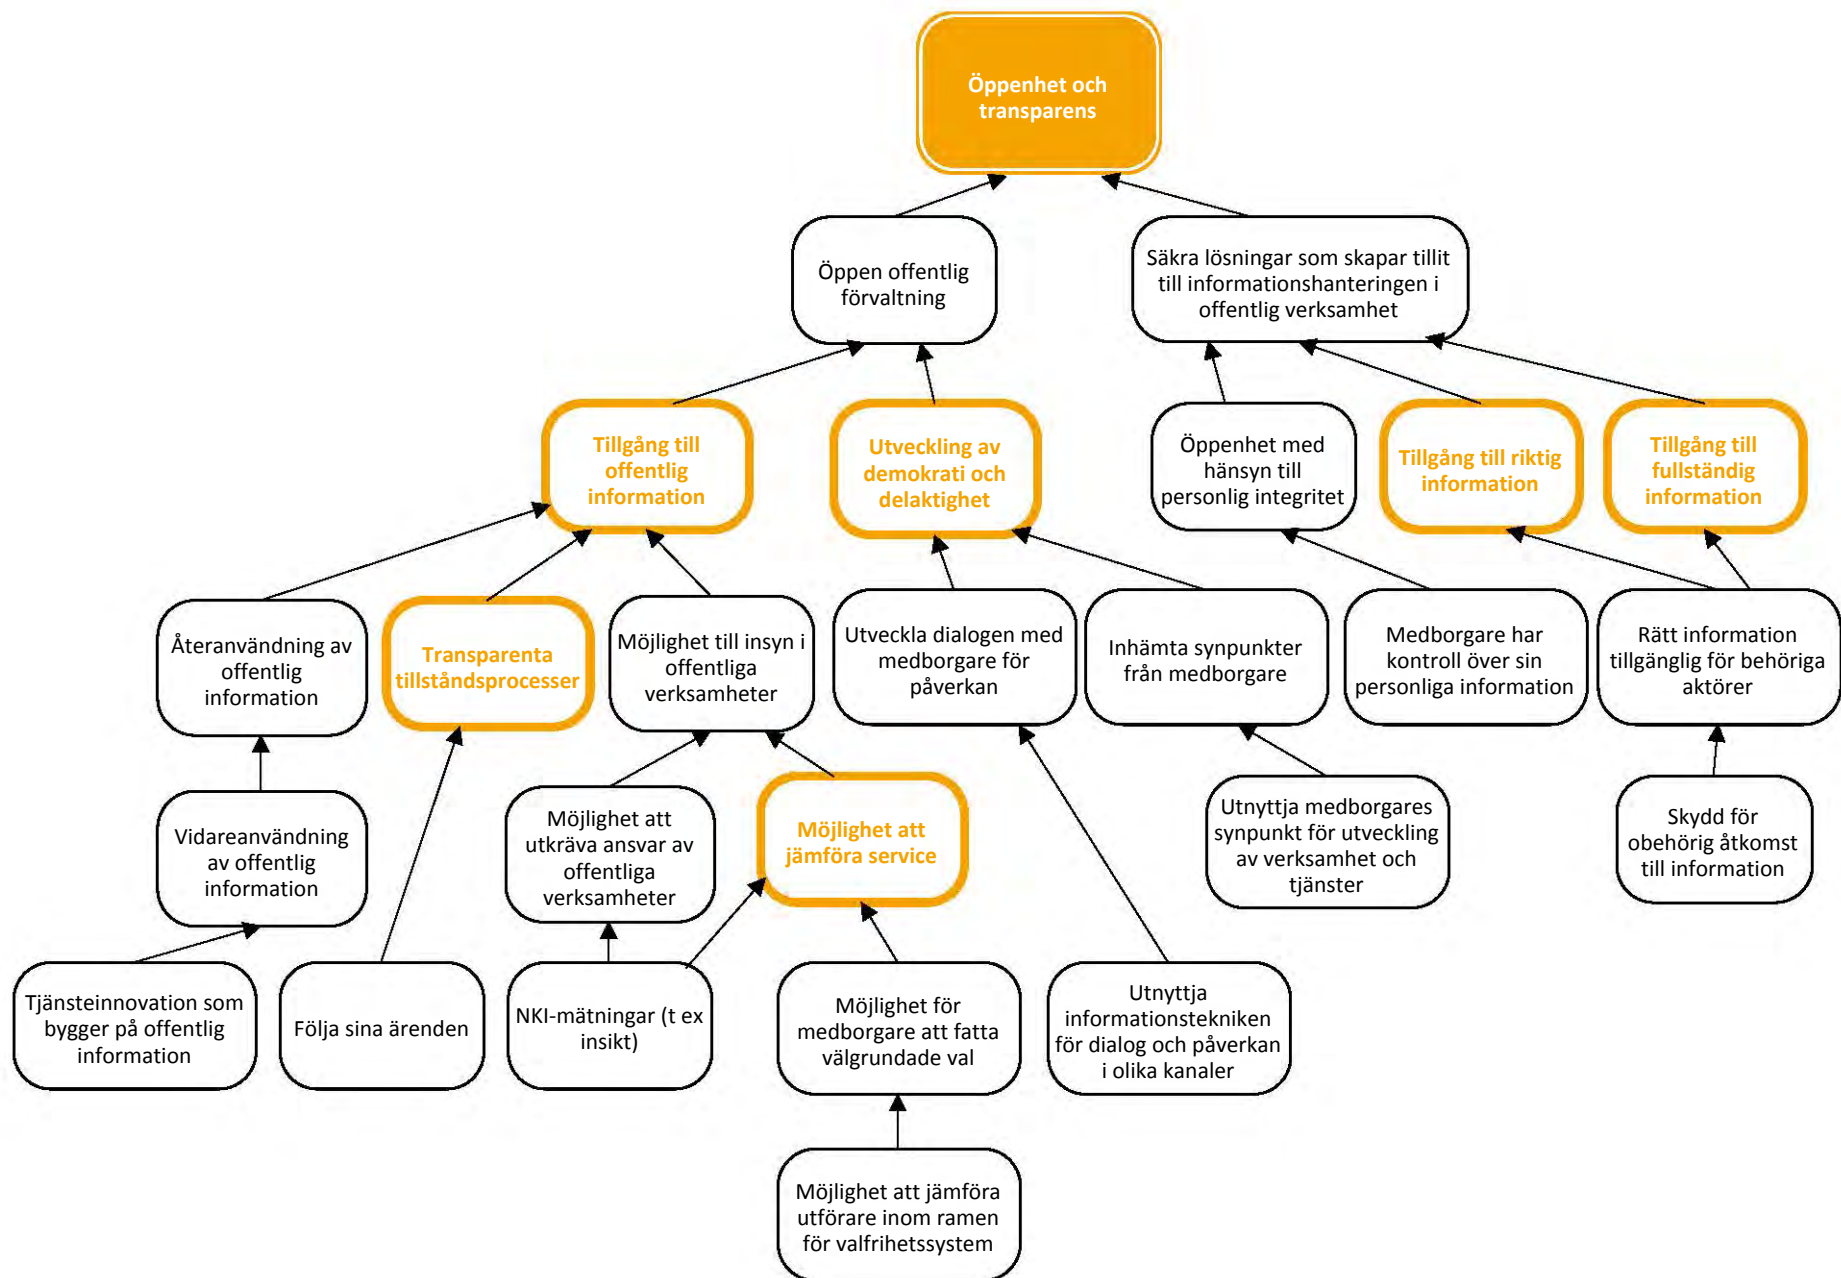 Öppenhet och
transparens
Öppen offentlig
förvaltning
Säkra lösningar som skapar tillit
till informationshanteringen i
offentlig verksamhet
Tillgång till
offentlig
information
Utveckling av
demokrati och
delaktighet
Öppenhet med
hänsyn till
personlig integritet
Tillgång till riktig
information
Tillgång till
fullständig
information
Återanvändning av
offentlig
information
Transparenta
tillståndsprocesser
Möjlighet till insyn i
offentliga
verksamheter
Utveckla dialogen med
medborgare för
påverkan
Inhämta synpunkter
från medborgare
Medborgare har
kontroll över sin
personliga information
Rätt information
tillgänglig för behöriga
aktörer
Vidareanvändning
av offentlig
information
Möjlighet att
utkräva ansvar av
offentliga
verksamheter
Möjlighet att
jämföra service
Utnyttja medborgares
synpunkt för utveckling
av verksamhet och
tjänster
Skydd för
obehörig åtkomst
till information
Tjänsteinnovation som
bygger på offentlig
information
Följa sina ärenden
NKI-mätningar (t ex
insikt)
Möjlighet för
medborgare att fatta
välgrundade val
Utnyttja
informationstekniken
för dialog och påverkan
i olika kanaler
Möjlighet att jämföra
utförare inom ramen
för valfrihetssystem